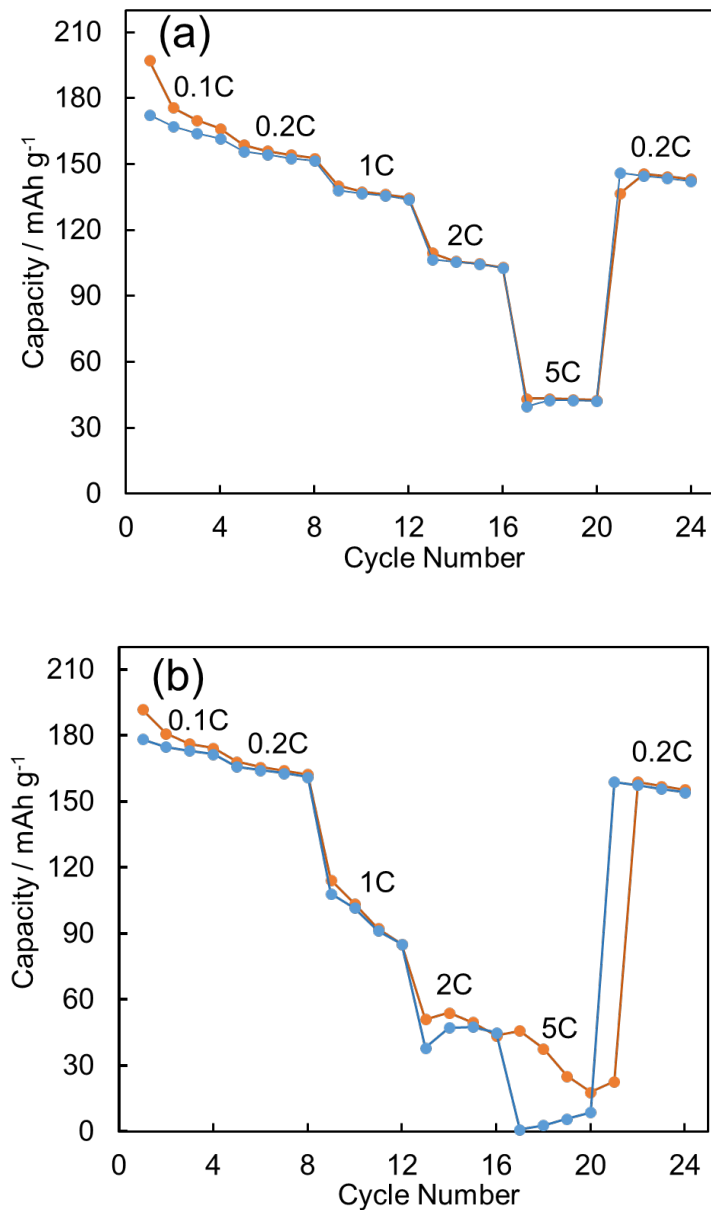 (a)
210
180
150
120
90
60
30
0
Capacity / mAh g⁻¹
0.1C
0.2C
1C
2C
5C
0.2C
0 4 8 12 16 20 24
Cycle Number
(b)
210
180
150
120
90
60
30
0
Capacity / mAh g⁻¹
0.1C
0.2C
1C
2C
5C
0.2C
0 4 8 12 16 20 24
Cycle Number